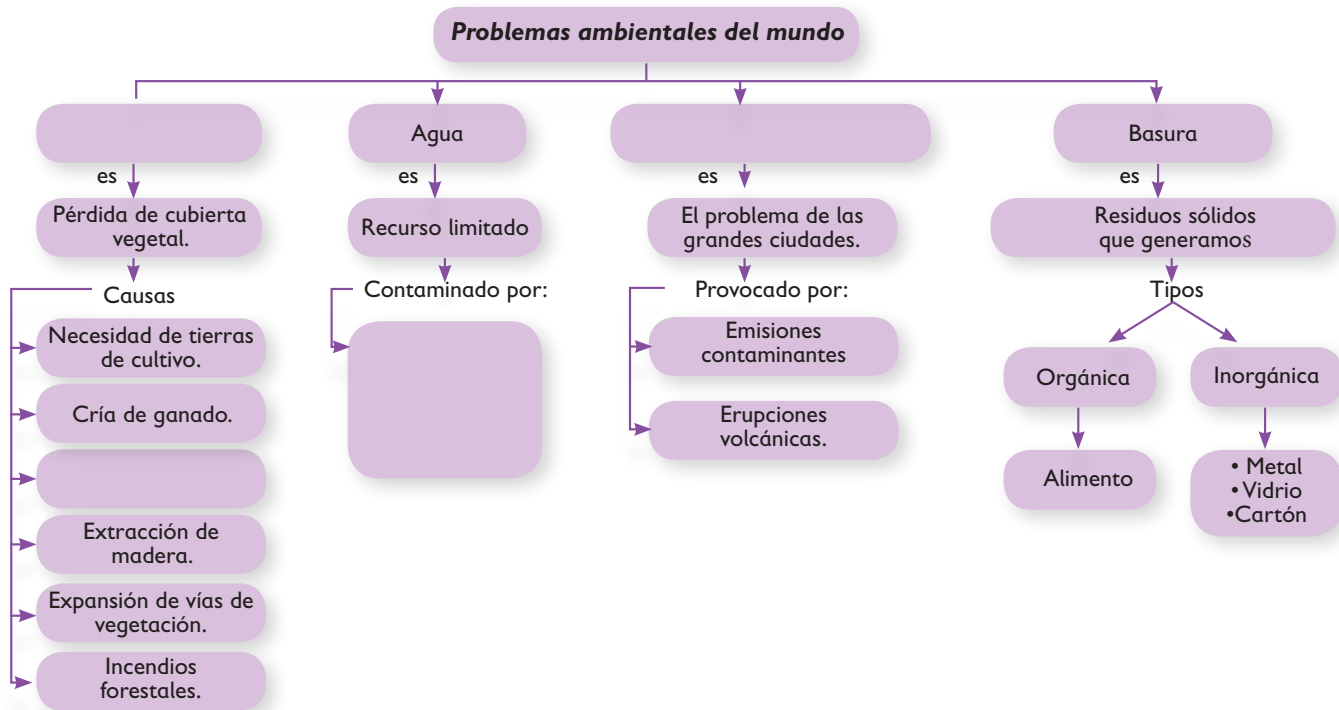 Problemas ambientales del mundo
Agua
Basura
es
es
es
es
Pérdida de cubierta
vegetal.
Recurso limitado
El problema de las
grandes ciudades.
Residuos sólidos
que generamos
Causas
Contaminado por:
Provocado por:
Tipos
Necesidad de tierras
de cultivo.
Cría de ganado.
Extracción de
madera.
Expansión de vías de
vegetación.
Incendios
forestales.
Emisiones
contaminantes
Erupciones
volcánicas.
Orgánica
Inorgánica
Alimento
• Metal
• Vidrio
•Cartón